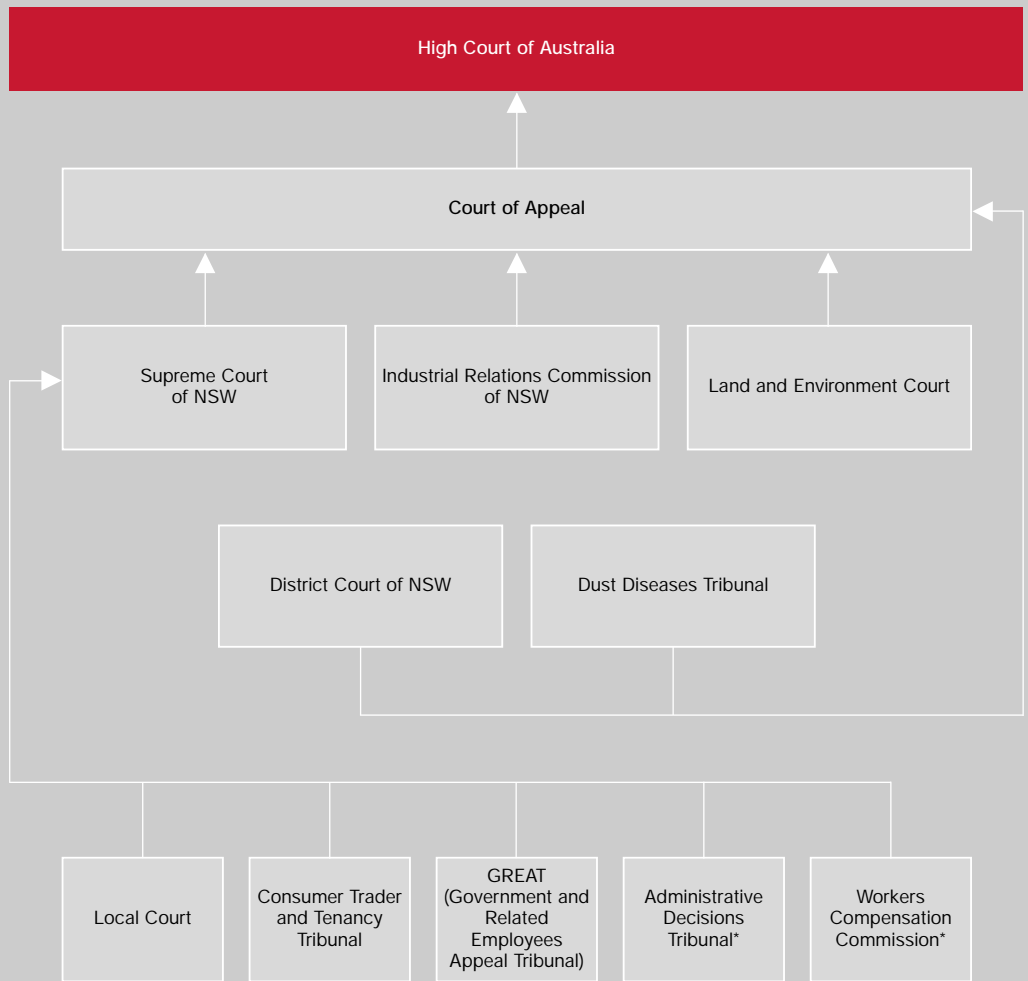 High Court of Australia
Court of Appeal
Supreme Court
of NSW
Industrial Relations Commission
of NSW
Land and Environment Court
District Court of NSW
Dust Diseases Tribunal
Local Court
Consumer Trader
and Tenancy
Tribunal
GREAT
(Government and
Related
Employees
Appeal Tribunal)
Administrative
Decisions
Tribunal*
Workers
Compensation
Commission*